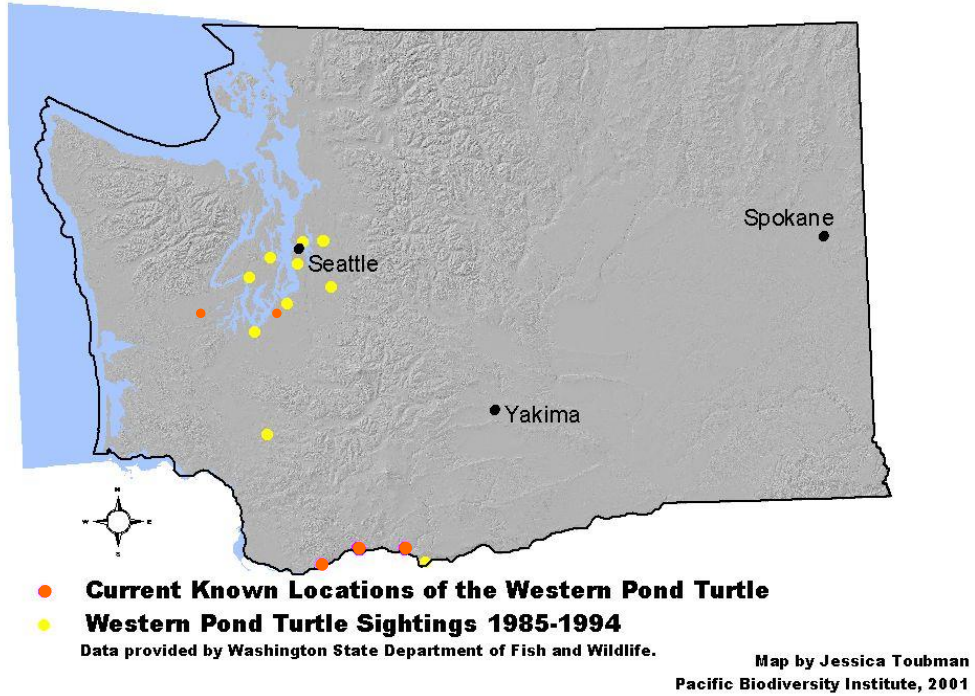 Spokane
Seattle
Yakima
N
W E
S
Current Known Locations of the Western Pond Turtle
Western Pond Turtle Sightings 1985-1994
Data provided by Washington State Department of Fish and Wildlife.
Map by Jessica Toubman
Pacific Biodiversity Institute, 2001